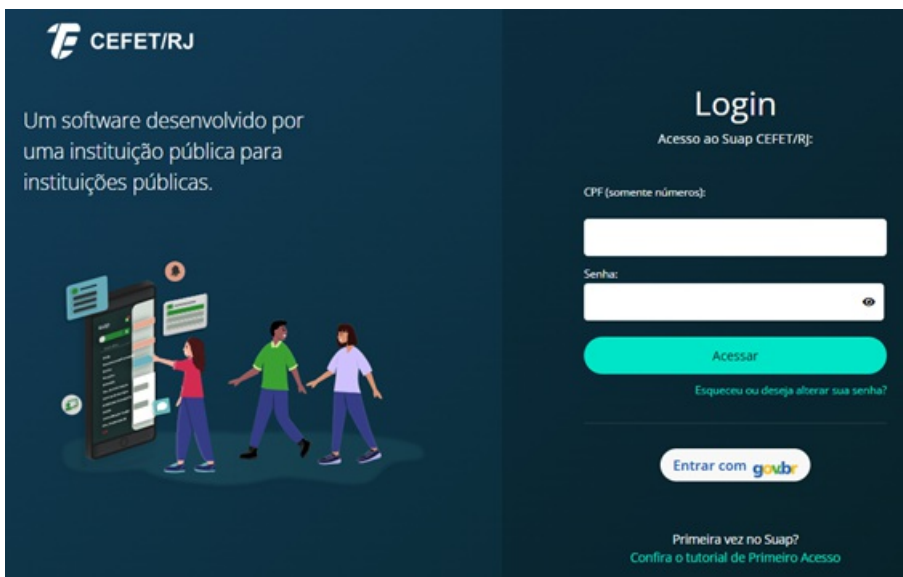 CEFET/RJ
Um software desenvolvido por
uma instituição pública para
instituições públicas.
Login
Acesso ao Suap CEFET/RJ:
CPF (somente números):
Senha:
Acessar
Esqueceu ou deseja alterar sua senha?
Entrar com gov.br
Primeira vez no Suap?
Confira o tutorial de Primeiro Acesso